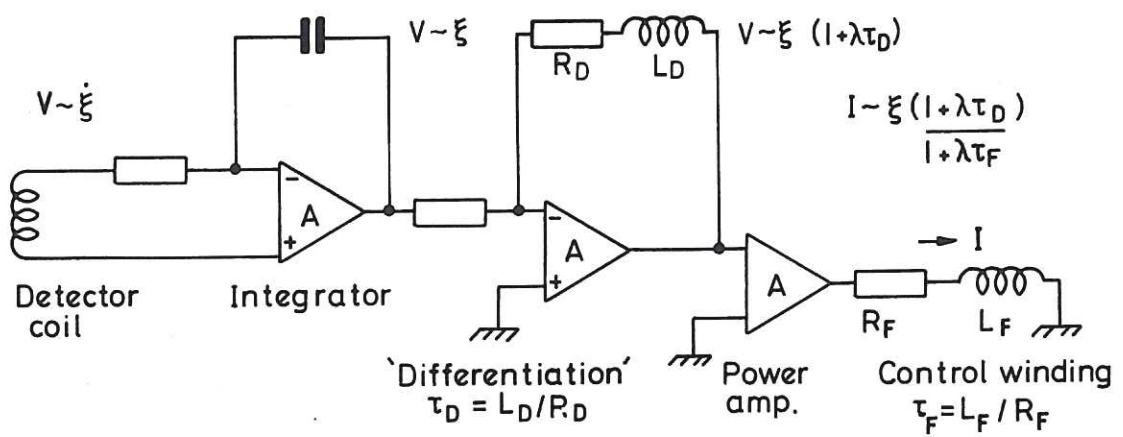 V~ξ̇
V~ξ
R_D
L_D
V~ξ (1+λτ_D)
I~ξ(1+λτ_D)
1+λτ_F
-
A
+
-
A
+
A
I
R_F
L_F
Detector
coil
Integrator
'Differentiation'
τ_D = L_D/R_D
Power
amp.
Control winding
τ_F=L_F/R_F